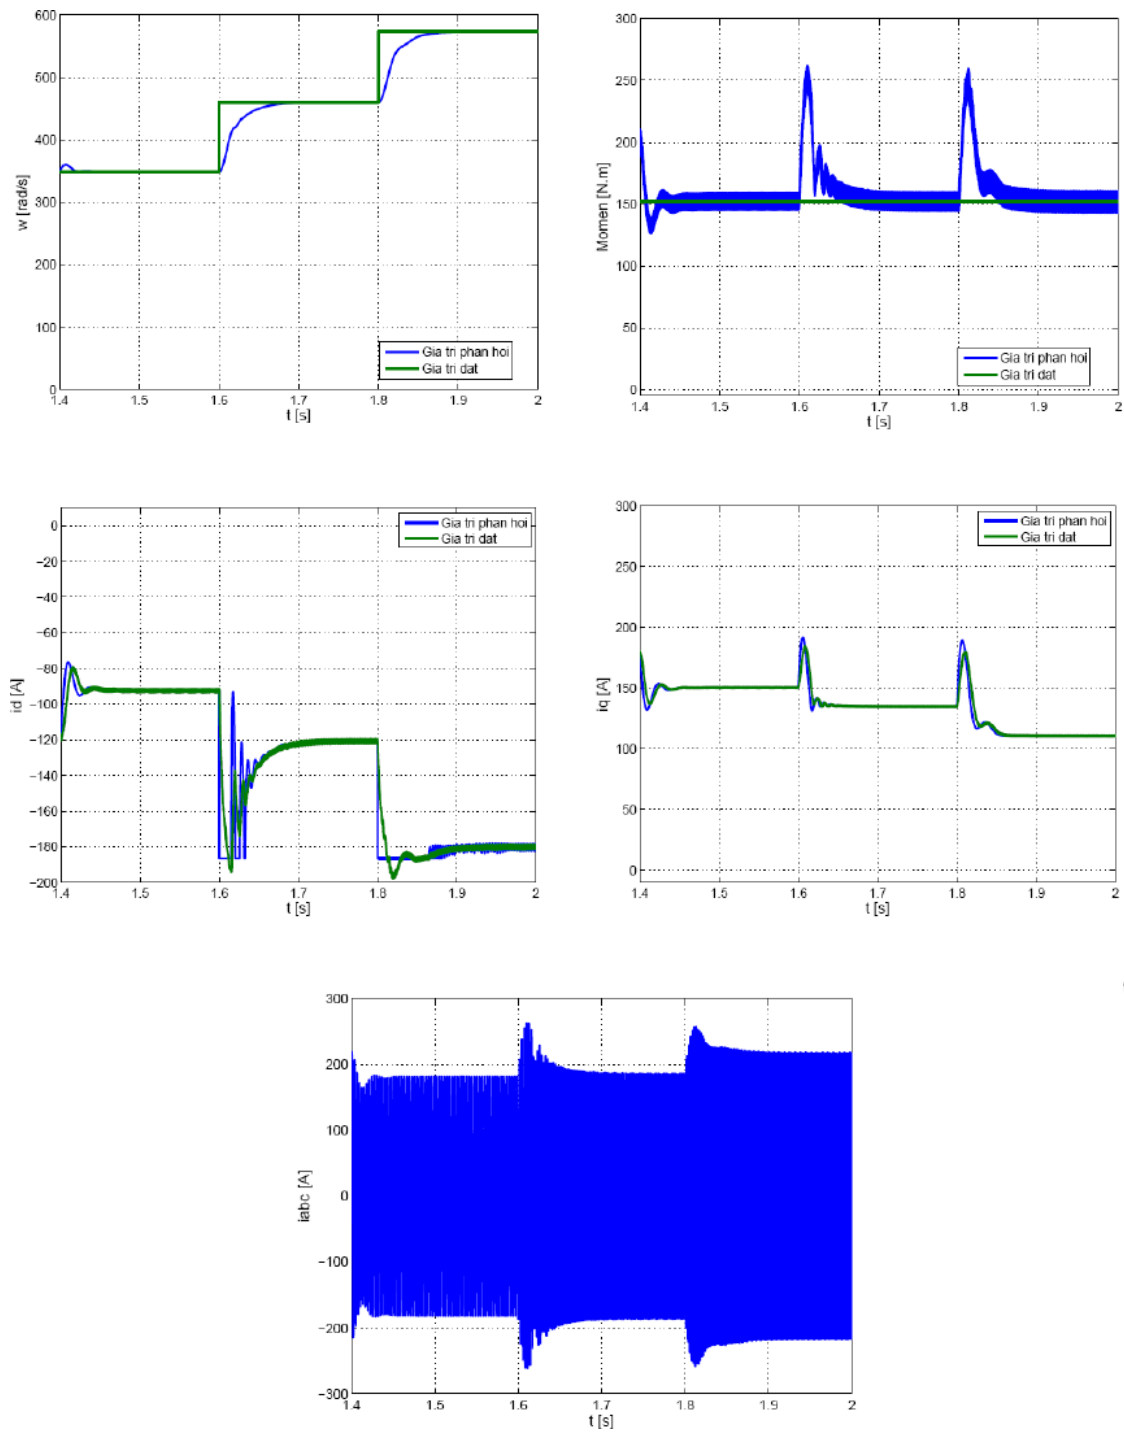 600
500
400
300
200
100
0
w [rad/s]
1.4 1.5 1.6 1.7 1.8 1.9 2
t [s]
Gia tri phan hoi
Gia tri dat
300
250
200
150
100
50
0
Momen [N.m]
1.4 1.5 1.6 1.7 1.8 1.9 2
t [s]
Gia tri phan hoi
Gia tri dat
0
−20
−40
−60
−80
−100
−120
−140
−160
−180
−200
id [A]
1.4 1.5 1.6 1.7 1.8 1.9 2
t [s]
Gia tri phan hoi
Gia tri dat
300
250
200
150
100
50
0
iq [A]
1.4 1.5 1.6 1.7 1.8 1.9 2
t [s]
Gia tri phan hoi
Gia tri dat
300
200
100
0
−100
−200
−300
iabc [A]
1.4 1.5 1.6 1.7 1.8 1.9 2
t [s]